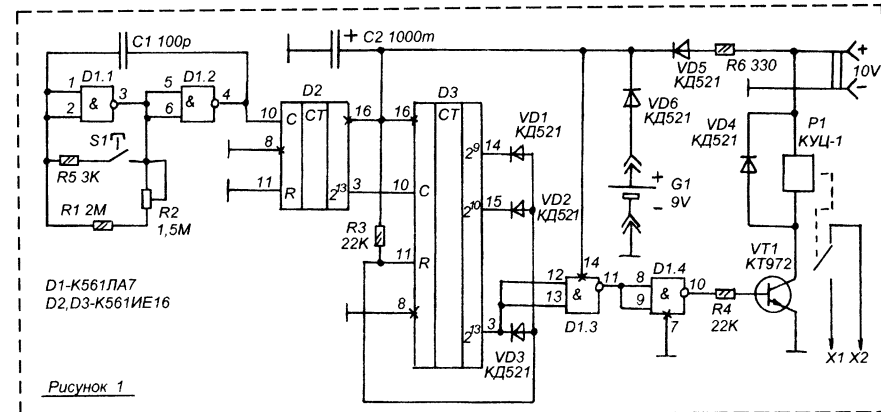 C1 100p
C2 1000m
+
D1.1
D1.2
1
2
&
3
5
6
&
4
S1
R5 3K
R1 2M
R2
1,5M
D2
10
C
CT
16
8
11
R
2^13
3
D3
16
C
CT
10
11
R
8
2^9
14
2^10
15
2^13
3
R3
22K
VD1
КД521
VD2
КД521
VD3
КД521
12
13
&
14
11
D1.3
D1.4
8
9
&
10
7
R4
22K
VD5
КД521
VD6
КД521
R6 330
+
10V
-
VD4
КД521
P1
КУЦ-1
+
G1
-
9V
VT1
КТ972
X1
X2
D1-К561ЛА7
D2,D3-К561ИЕ16
Рисунок 1